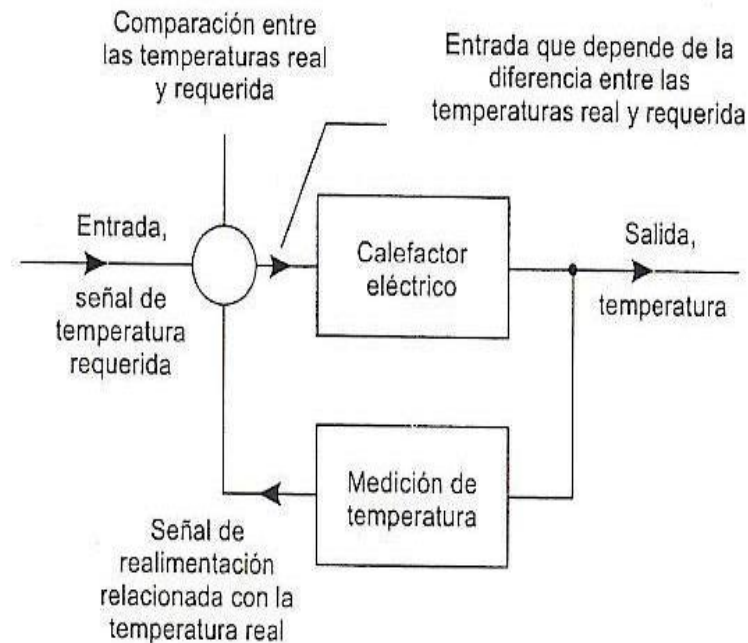 Comparación entre
las temperaturas real
y requerida
Entrada que depende de la
diferencia entre las
temperaturas real y requerida
Entrada,
señal de
temperatura
requerida
Calefactor
eléctrico
Salida,
temperatura
Medición de
temperatura
Señal de
realimentación
relacionada con la
temperatura real